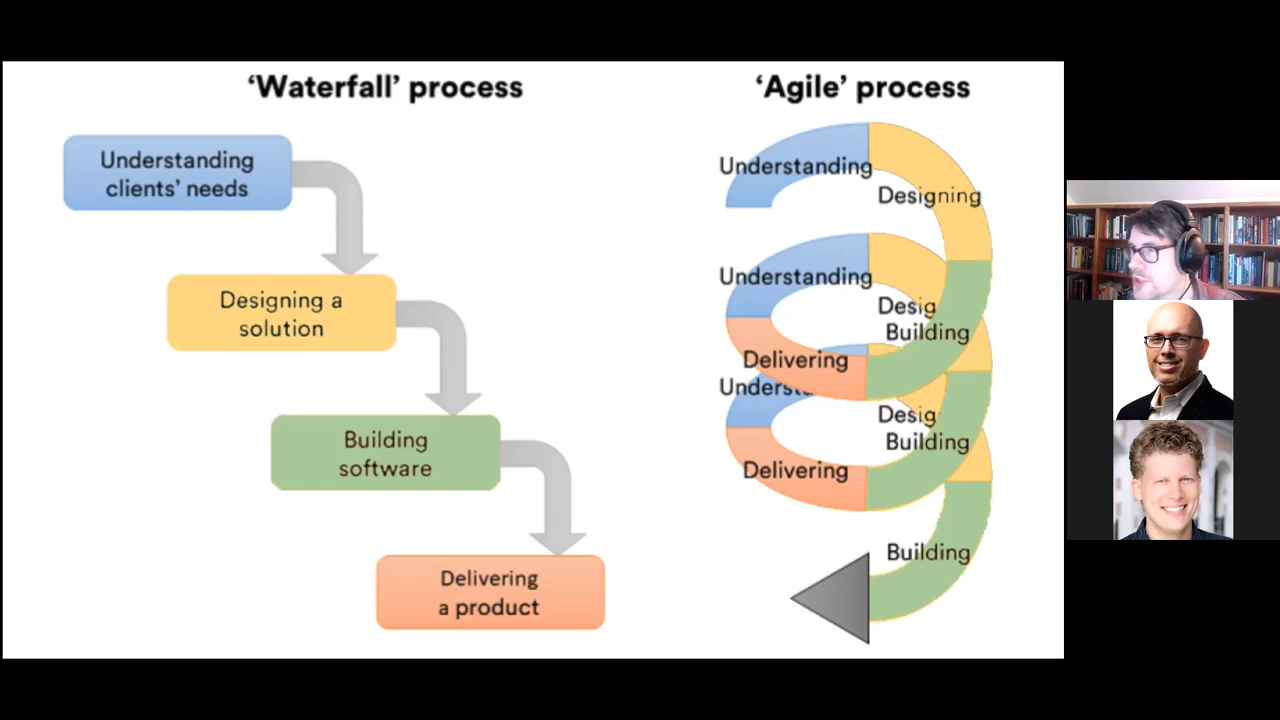 ‘Waterfall’ process
Understanding
clients’ needs
Designing a
solution
Building
software
Delivering
a product
‘Agile’ process
Understanding
Designing
Understanding
Desig
Building
Delivering
Underst
Desig
Building
Delivering
Building